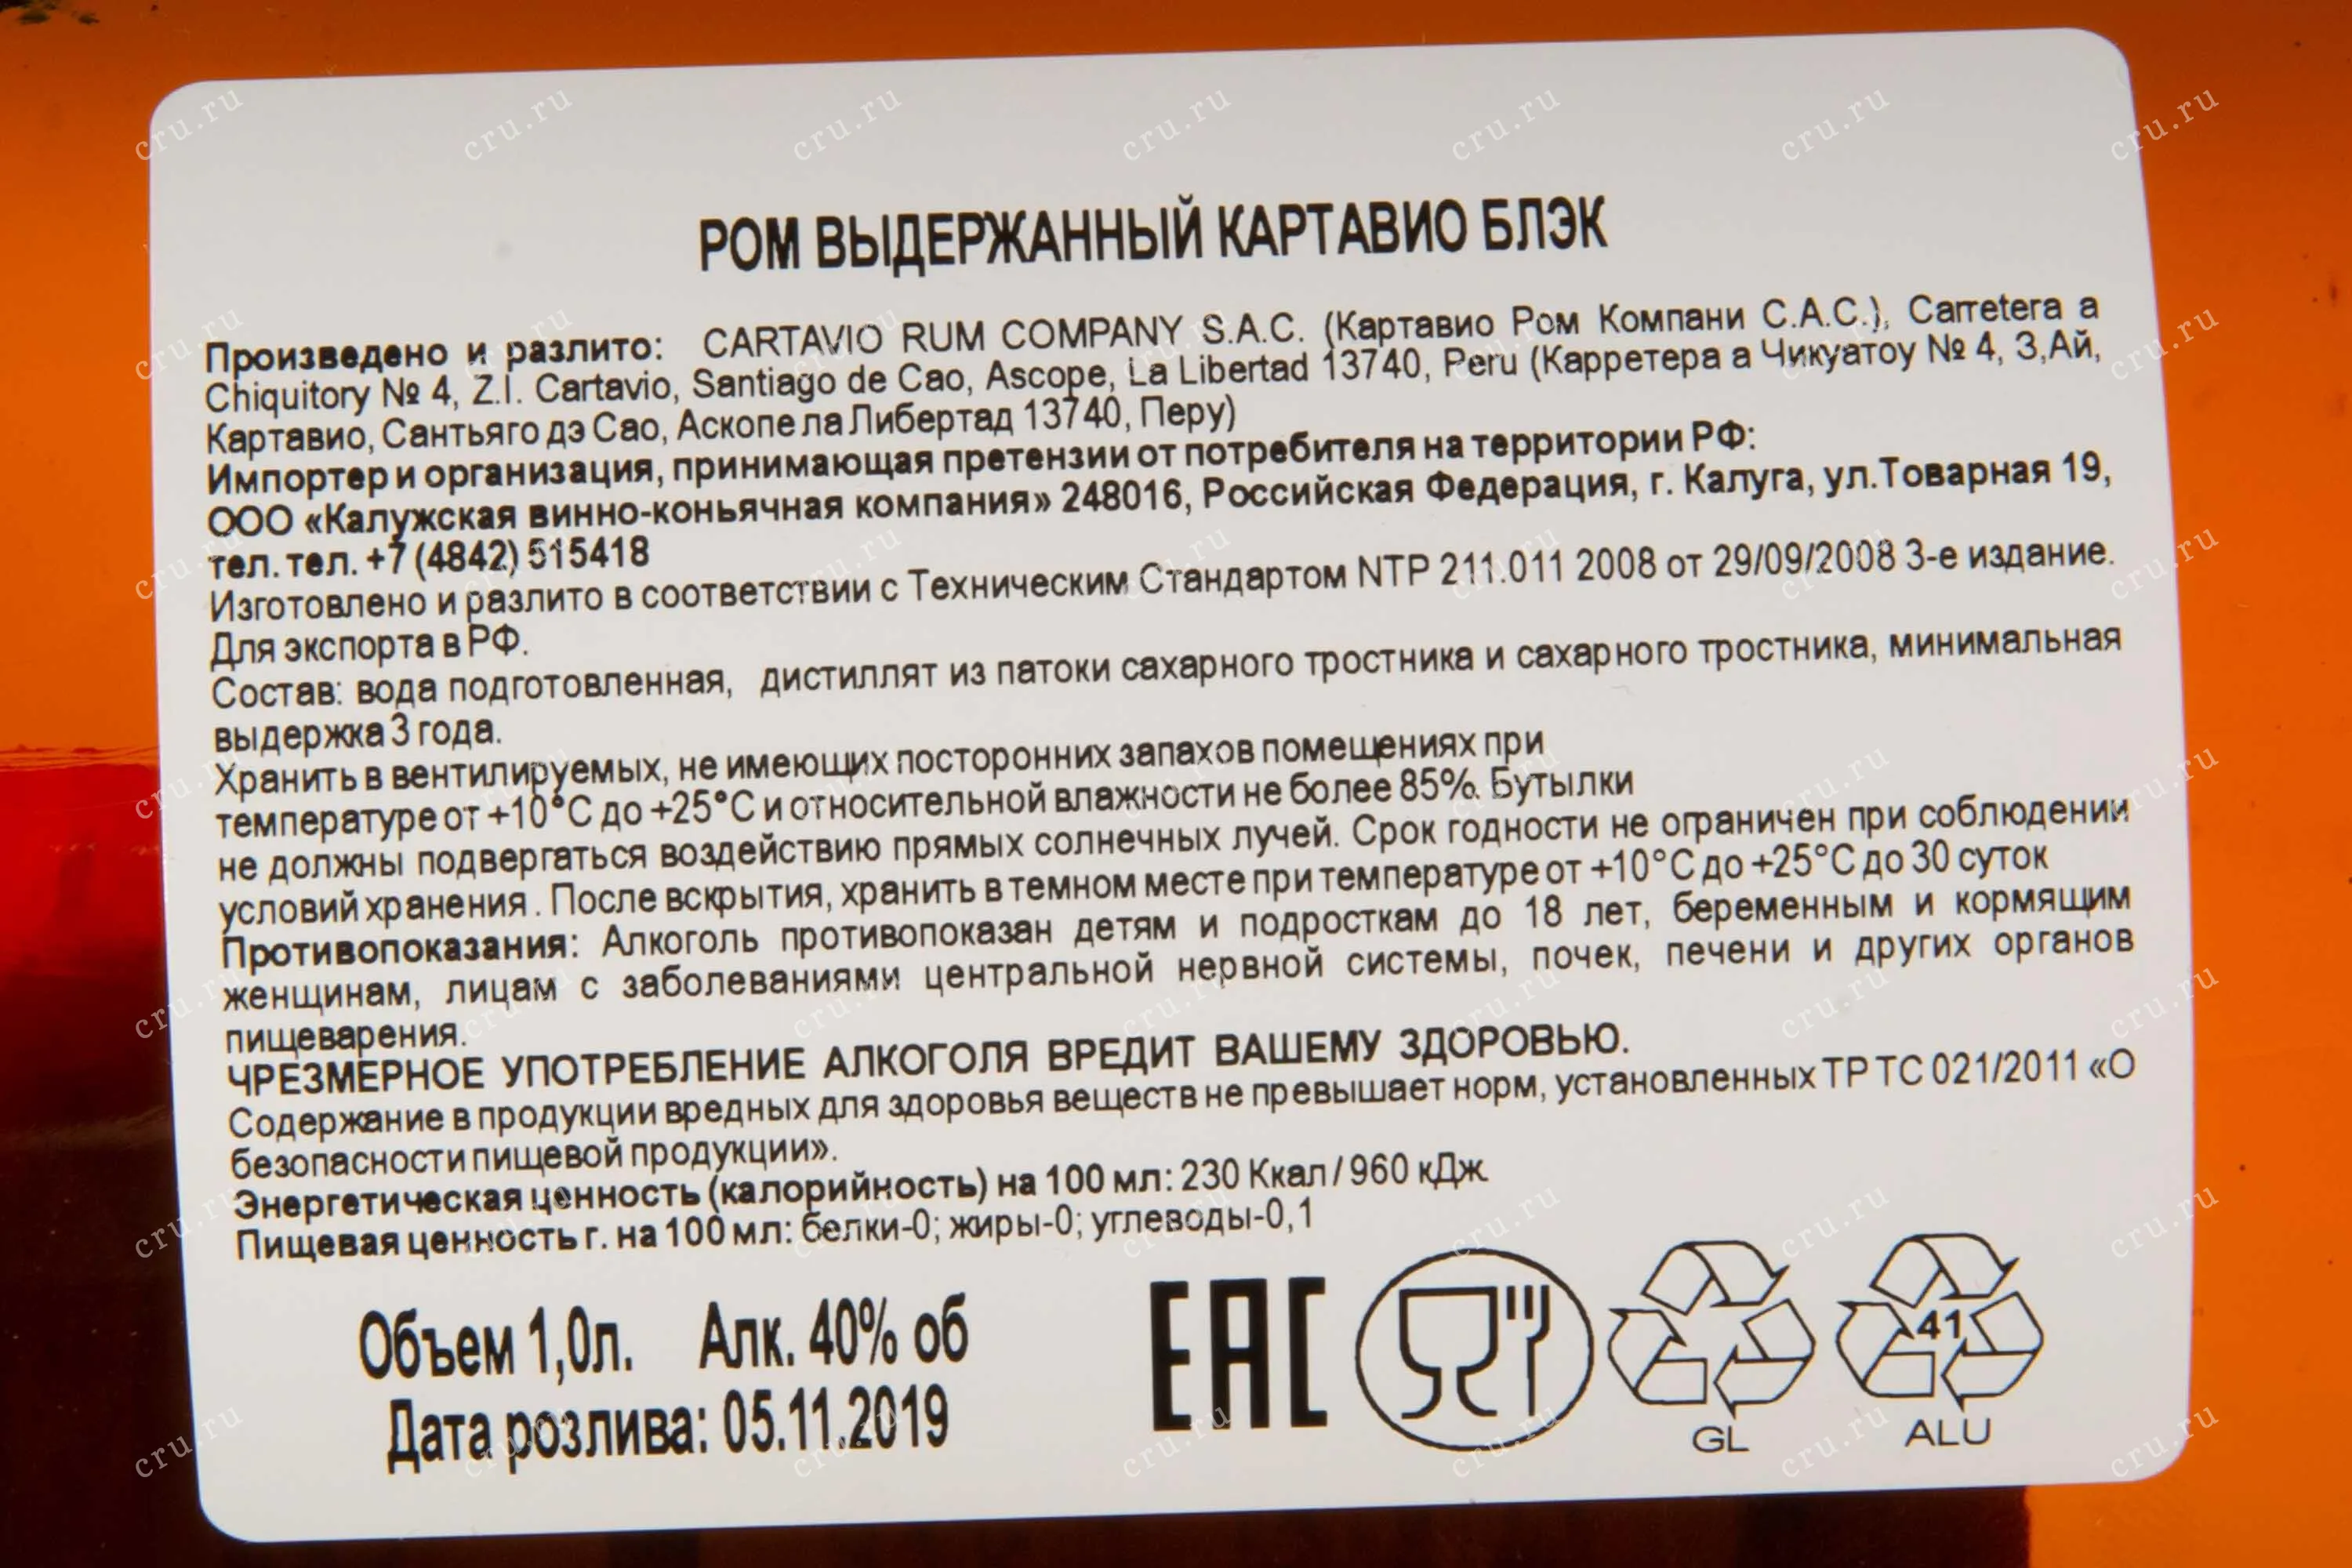 РОМ ВЫДЕРЖАННЫЙ КАРТАВИО БЛЭК
Произведено и разлито: CARTAVIO RUM COMPANY S.A.C. (Картавио Ром Компани С.А.С.), Carretera a
Chiquitory № 4, Z.I. Cartavio, Santiago de Cao, Ascope, La Libertad 13740, Peru (Карретера а Чикуатоу № 4, З,Ай,
Картавио, Сантьяго дэ Сао, Аскопе ла Либертад 13740, Перу)
Импортер и организация, принимающая претензии от потребителя на территории РФ:
ООО «Калужская винно-коньячная компания» 248016, Российская Федерация, г. Калуга, ул.Товарная 19,
тел. тел. +7 (4842) 515418
Изготовлено и разлито в соответствии с Техническим Стандартом NTP 211.011 2008 от 29/09/2008 3-е издание.
Для экспорта в РФ.
Состав: вода подготовленная, дистиллят из патоки сахарного тростника и сахарного тростника, минимальная
выдержка 3 года.
Хранить в вентилируемых, не имеющих посторонних запахов помещениях при
температуре от +10°С до +25°С и относительной влажности не более 85%. Бутылки
не должны подвергаться воздействию прямых солнечных лучей. Срок годности не ограничен при соблюдении
условий хранения. После вскрытия, хранить в темном месте при температуре от +10°С до +25°С до 30 суток
Противопоказания: Алкоголь противопоказан детям и подросткам до 18 лет, беременным и кормящим
женщинам, лицам с заболеваниями центральной нервной системы, почек, печени и других органов
пищеварения.
ЧРЕЗМЕРНОЕ УПОТРЕБЛЕНИЕ АЛКОГОЛЯ ВРЕДИТ ВАШЕМУ ЗДОРОВЬЮ.
Содержание в продукции вредных для здоровья веществ не превышает норм, установленных ТР ТС 021/2011 «О
безопасности пищевой продукции».
Энергетическая ценность (калорийность) на 100 мл: 230 Ккал / 960 кДж.
Пищевая ценность г. на 100 мл: белки-0; жиры-0; углеводы-0,1
Объем 1,0л. Алк. 40% об
Дата розлива: 05.11.2019
EAC
GL
41
ALU
cru.ru